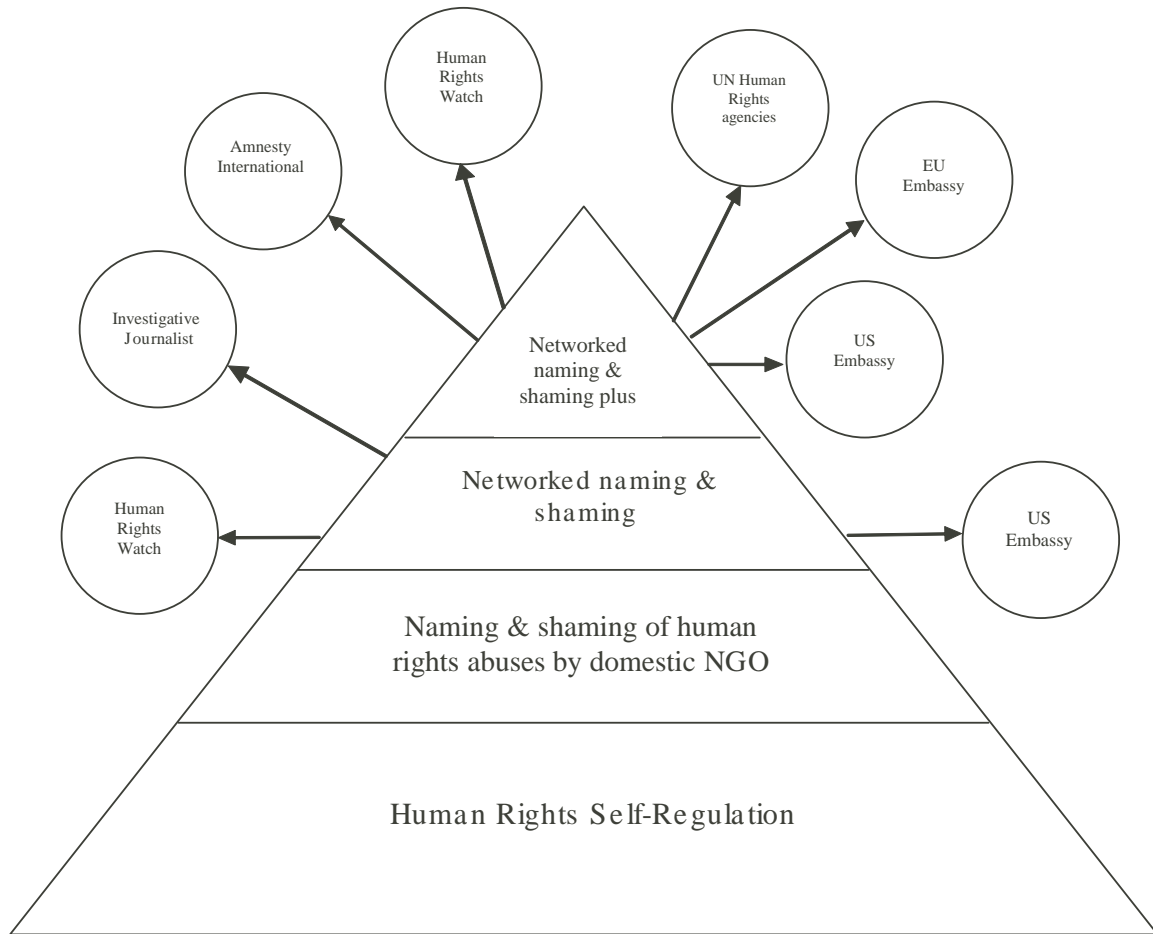 Human
Rights
Watch
UN Human
Rights
agencies
Amnesty
International
EU
Embassy
Investigative
Journalist
US
Embassy
Networked
naming &
shaming plus
Networked naming &
shaming
Human
Rights
Watch
US
Embassy
Naming & shaming of human
rights abuses by domestic NGO
Human Rights Self-Regulation